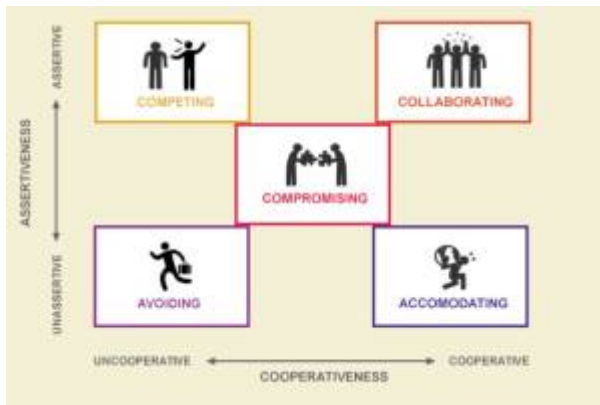 ASSERTIVE
ASSERTIVENESS
UNASSERTIVE
COMPETING
COLLABORATING
COMPROMISING
AVOIDING
ACCOMODATING
UNCOOPERATIVE
COOPERATIVE
COOPERATIVENESS